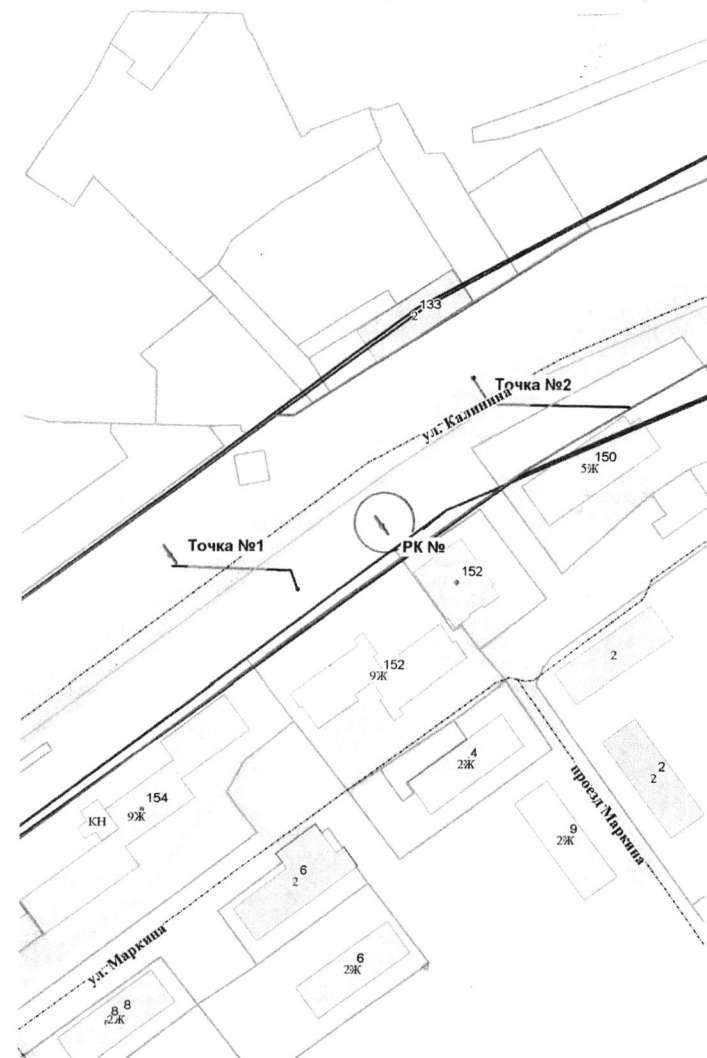 133
2
Точка №2
ул. Калинина
150
5Ж
Точка №1
РК №
152
152
9Ж
2
4
2Ж
2
2
проезд Маркина
154
9Ж
КН
9
2Ж
6
2
ул. Маркина
6
2Ж
8
8
2Ж